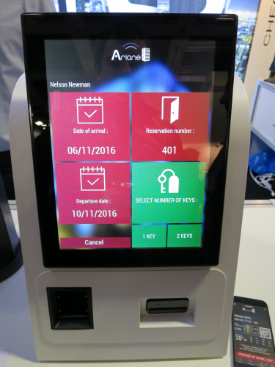 Ariane
Nelson Newman
Date of arrival :
06/11/2016
Reservation number :
401
Departure date :
10/11/2016
SELECT NUMBER OF KEYS :
Cancel
1 KEY
2 KEYS